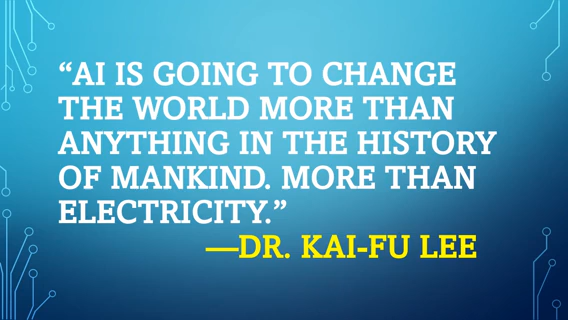 “AI IS GOING TO CHANGE
THE WORLD MORE THAN
ANYTHING IN THE HISTORY
OF MANKIND. MORE THAN
ELECTRICITY.”
—DR. KAI-FU LEE